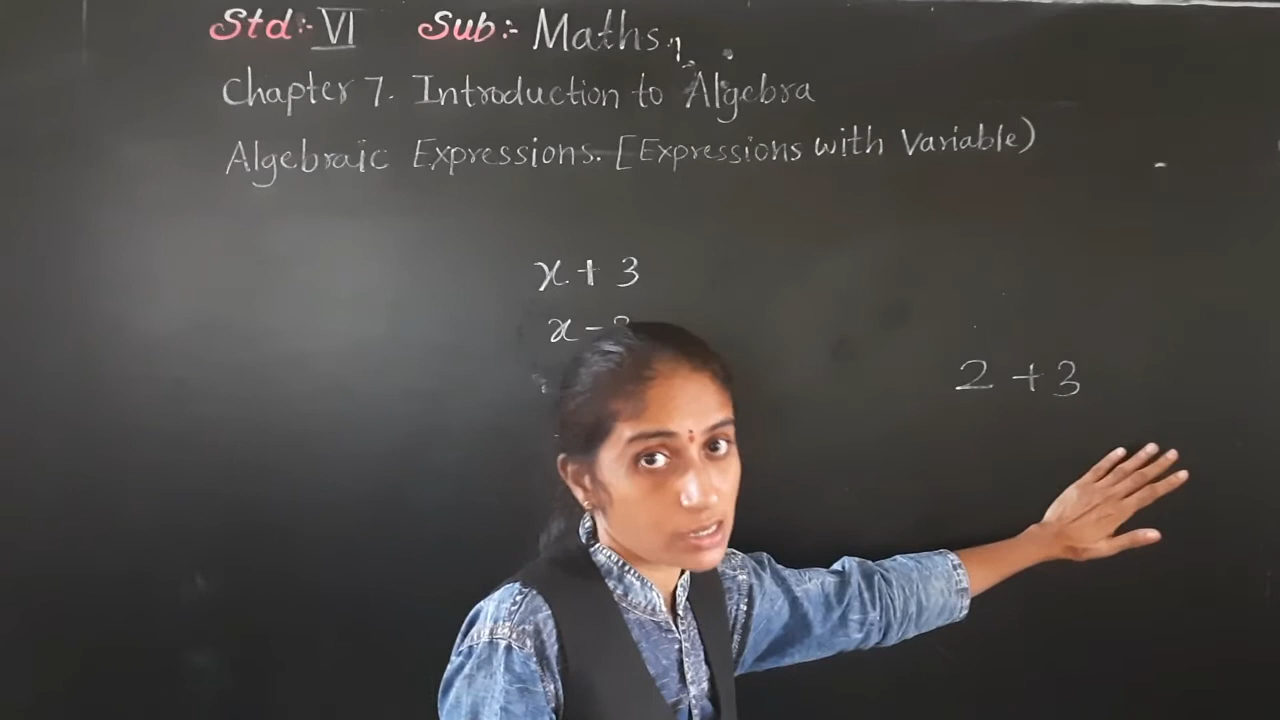 Std:- VI Sub:- Maths.
Chapter 7. Introduction to Algebra
Algebraic Expressions. [Expressions with Variable)
x + 3
x -
2 + 3